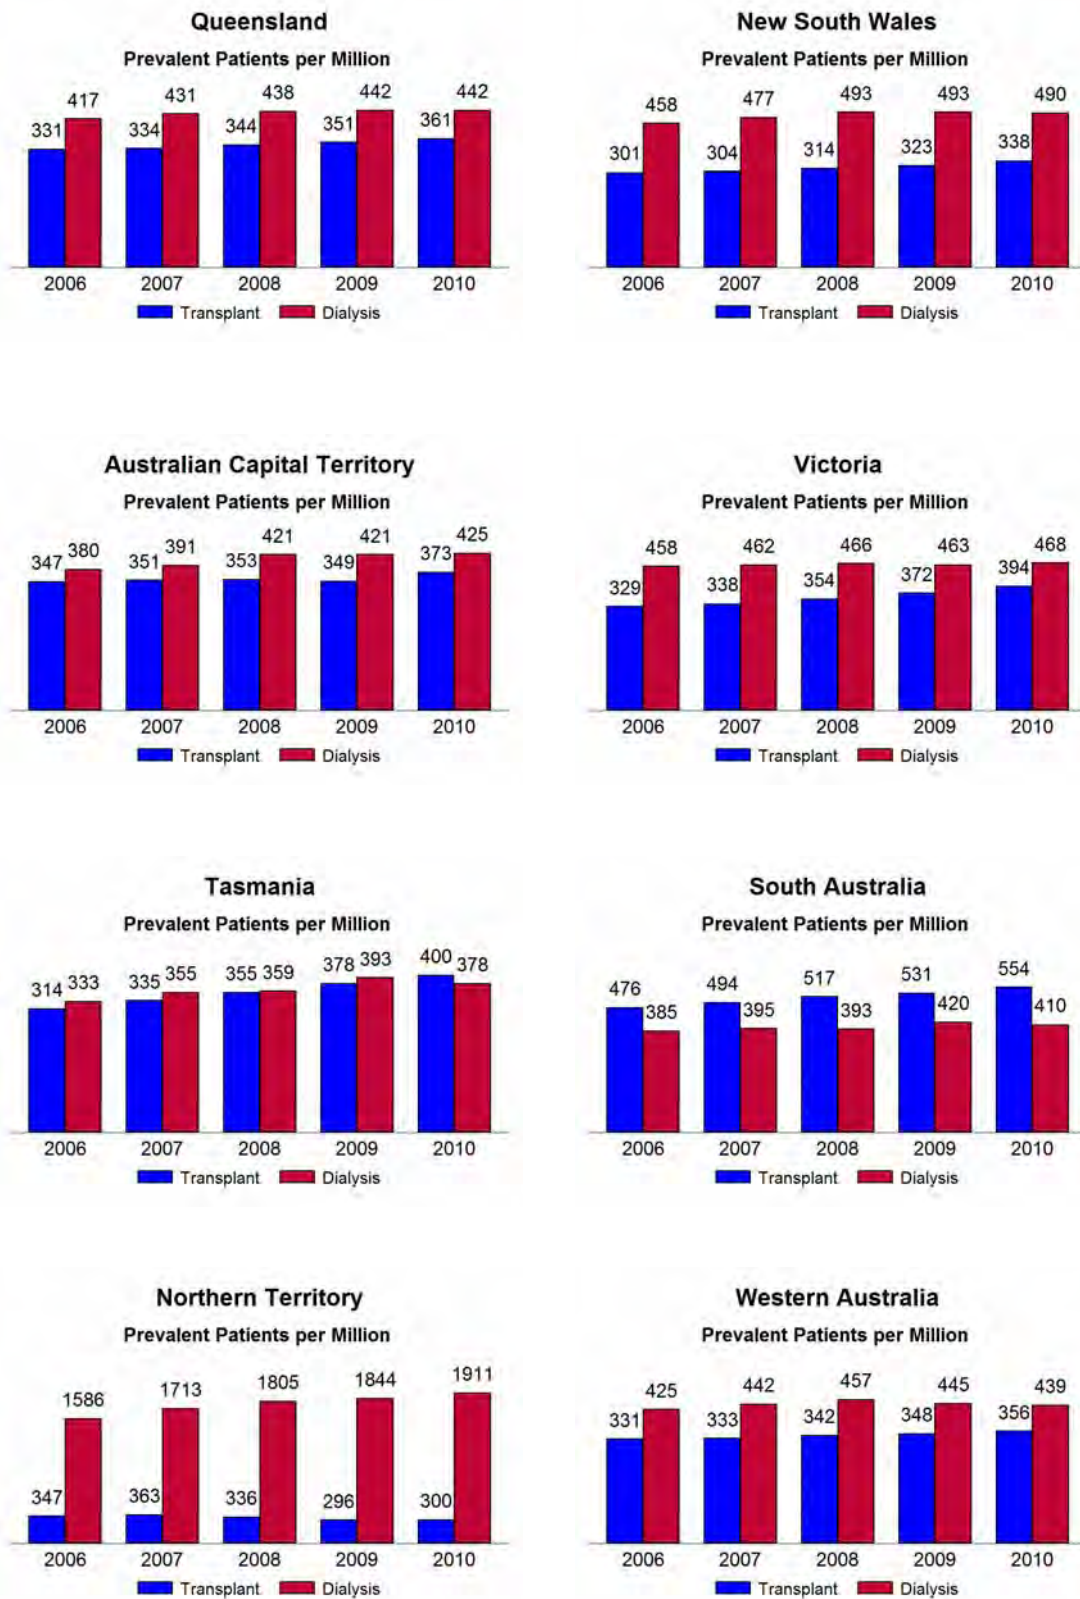 Queensland
Prevalent Patients per Million
331 417 334 431 344 438 351 442 361 442
2006 2007 2008 2009 2010
Transplant Dialysis
New South Wales
Prevalent Patients per Million
301 458 304 477 314 493 323 493 338 490
2006 2007 2008 2009 2010
Transplant Dialysis
Australian Capital Territory
Prevalent Patients per Million
347 380 351 391 353 421 349 421 373 425
2006 2007 2008 2009 2010
Transplant Dialysis
Victoria
Prevalent Patients per Million
329 458 338 462 354 466 372 463 394 468
2006 2007 2008 2009 2010
Transplant Dialysis
Tasmania
Prevalent Patients per Million
314 333 335 355 355 359 378 393 400 378
2006 2007 2008 2009 2010
Transplant Dialysis
South Australia
Prevalent Patients per Million
476 385 494 395 517 393 531 420 554 410
2006 2007 2008 2009 2010
Transplant Dialysis
Northern Territory
Prevalent Patients per Million
347 1586 363 1713 336 1805 296 1844 300 1911
2006 2007 2008 2009 2010
Transplant Dialysis
Western Australia
Prevalent Patients per Million
331 425 333 442 342 457 348 445 356 439
2006 2007 2008 2009 2010
Transplant Dialysis